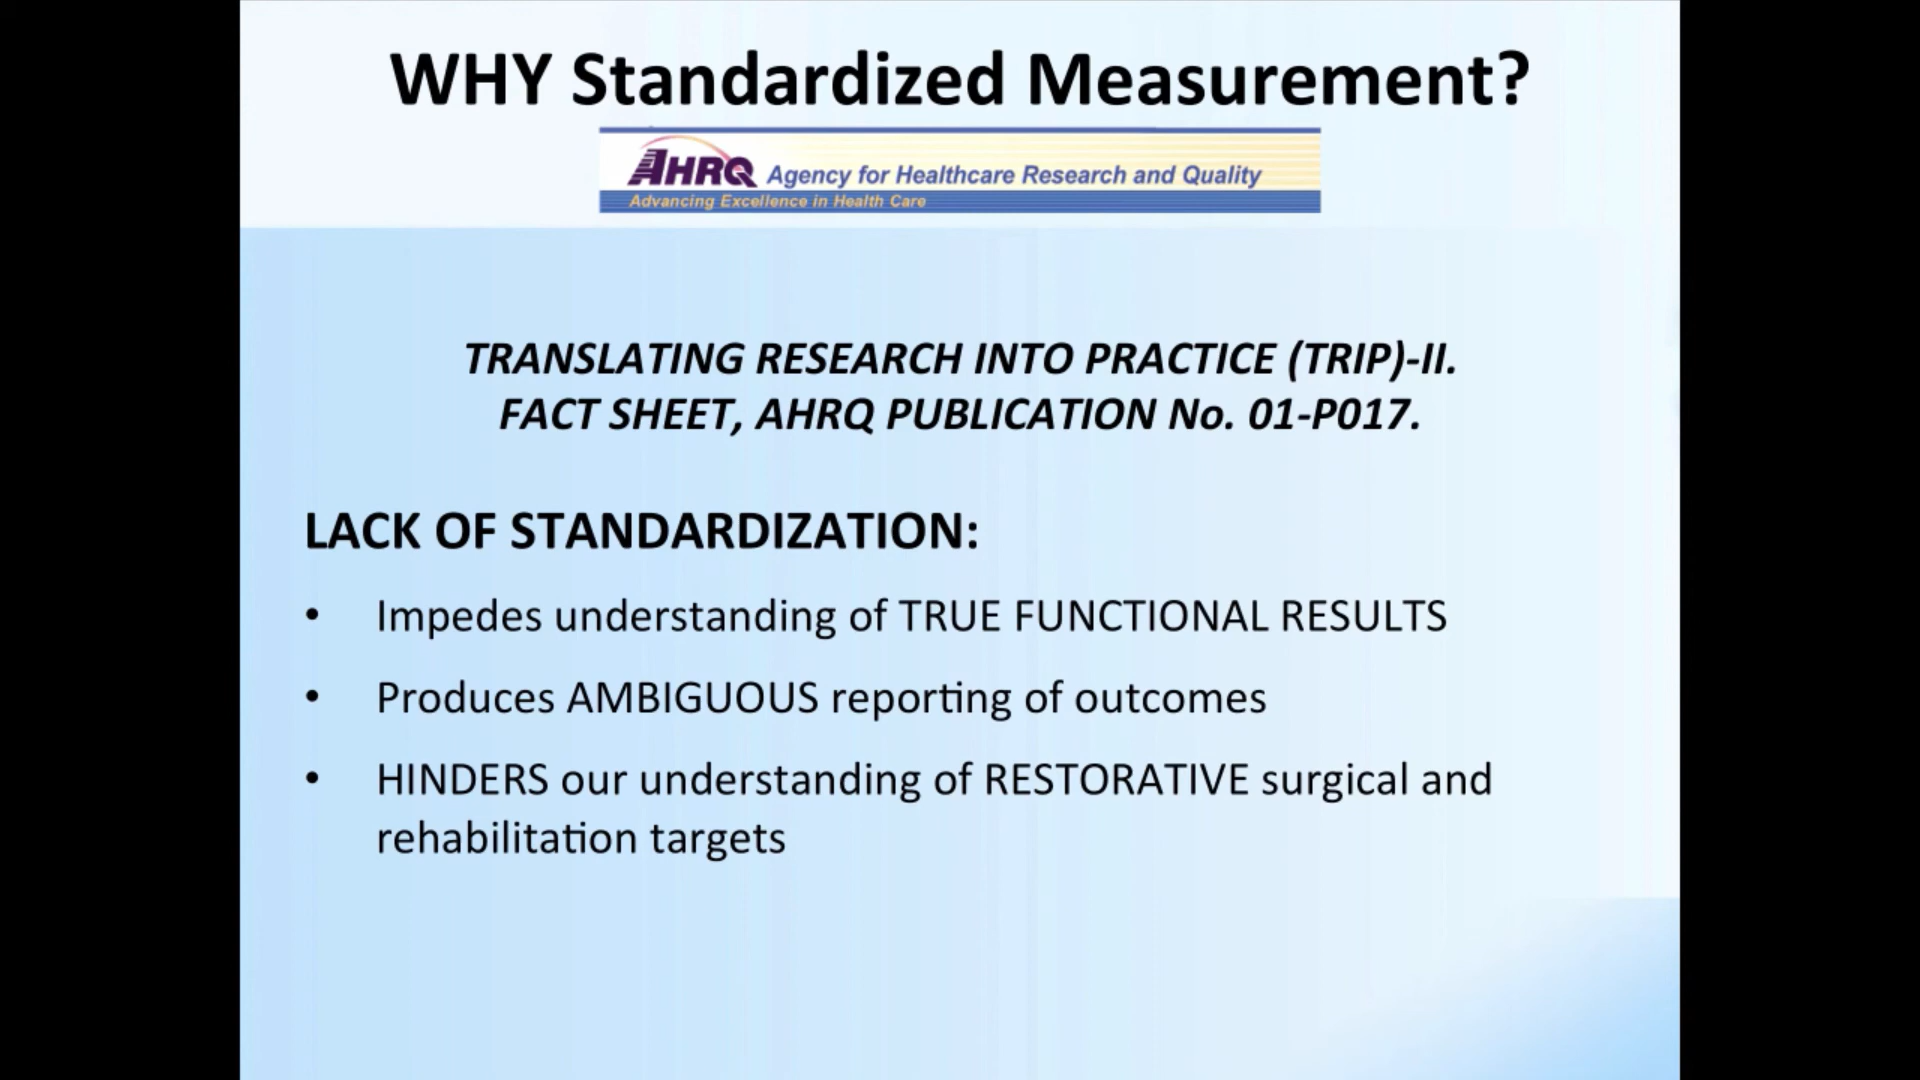 WHY Standardized Measurement?
AHRQ Agency for Healthcare Research and Quality
Advancing Excellence in Health Care
TRANSLATING RESEARCH INTO PRACTICE (TRIP)-II.
FACT SHEET, AHRQ PUBLICATION No. 01-P017.
LACK OF STANDARDIZATION:
• Impedes understanding of TRUE FUNCTIONAL RESULTS
• Produces AMBIGUOUS reporting of outcomes
• HINDERS our understanding of RESTORATIVE surgical and
rehabilitation targets